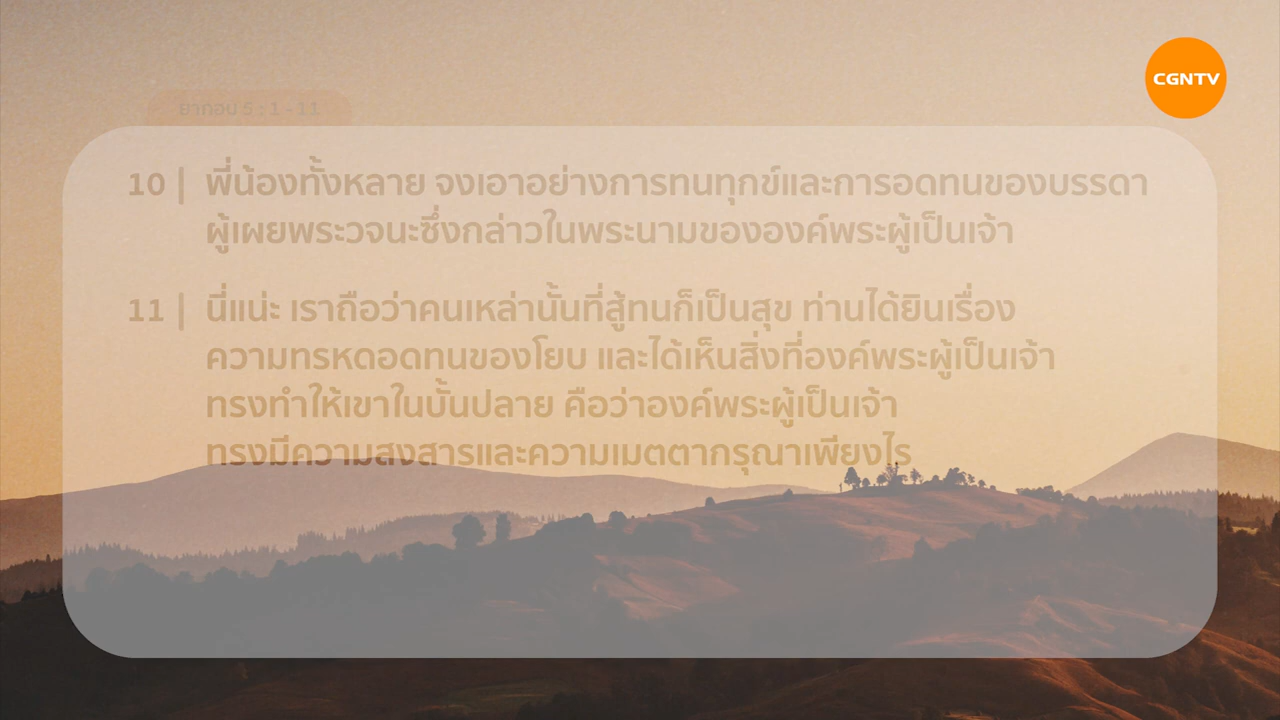 CGNTV
ยากอบ 5 : 1 - 11
10 | พี่น้องทั้งหลาย จงเอาอย่างการทนทุกข์และการอดทนของบรรดา
ผู้เผยพระวจนะซึ่งกล่าวในพระนามขององค์พระผู้เป็นเจ้า
11 | นี่แน่ะ เราถือว่าคนเหล่านั้นที่สู้ทนก็เป็นสุข ท่านได้ยินเรื่อง
ความทรหดอดทนของโยบ และได้เห็นสิ่งที่องค์พระผู้เป็นเจ้า
ทรงทำให้เขาในบั้นปลาย คือว่าองค์พระผู้เป็นเจ้า
ทรงมีความสงสารและความเมตตากรุณาเพียงไร